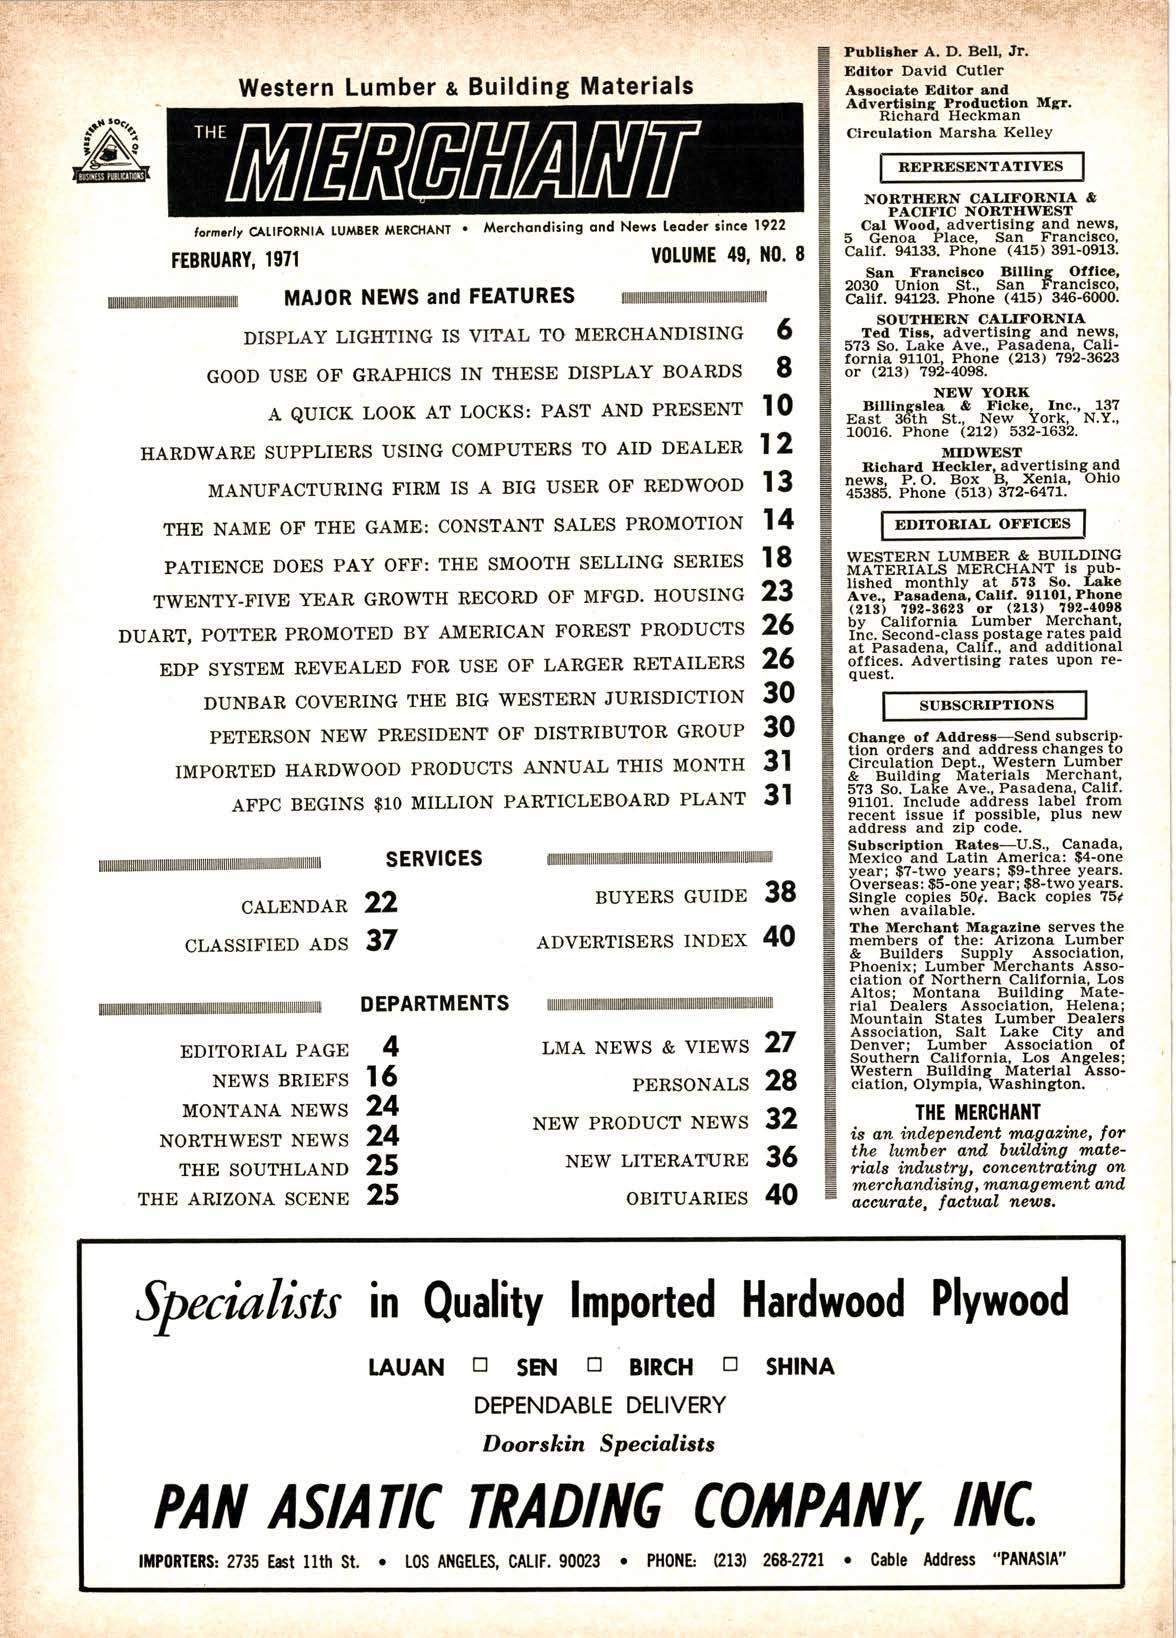 Western Lumber & Building Materials
THE MERCHANT
WESTERN SOCIETY OF
BUSINESS PUBLICATIONS
formerly CALIFORNIA LUMBER MERCHANT • Merchandising and News Leader since 1922
FEBRUARY, 1971 VOLUME 49, NO. 8
MAJOR NEWS and FEATURES
DISPLAY LIGHTING IS VITAL TO MERCHANDISING 6
GOOD USE OF GRAPHICS IN THESE DISPLAY BOARDS 8
A QUICK LOOK AT LOCKS: PAST AND PRESENT 10
HARDWARE SUPPLIERS USING COMPUTERS TO AID DEALER 12
MANUFACTURING FIRM IS A BIG USER OF REDWOOD 13
THE NAME OF THE GAME: CONSTANT SALES PROMOTION 14
PATIENCE DOES PAY OFF: THE SMOOTH SELLING SERIES 18
TWENTY-FIVE YEAR GROWTH RECORD OF MFGD. HOUSING 23
DUART, POTTER PROMOTED BY AMERICAN FOREST PRODUCTS 26
EDP SYSTEM REVEALED FOR USE OF LARGER RETAILERS 26
DUNBAR COVERING THE BIG WESTERN JURISDICTION 30
PETERSON NEW PRESIDENT OF DISTRIBUTOR GROUP 30
IMPORTED HARDWOOD PRODUCTS ANNUAL THIS MONTH 31
AFPC BEGINS $10 MILLION PARTICLEBOARD PLANT 31
SERVICES
CALENDAR 22
CLASSIFIED ADS 37
BUYERS GUIDE 38
ADVERTISERS INDEX 40
DEPARTMENTS
EDITORIAL PAGE 4
NEWS BRIEFS 16
MONTANA NEWS 24
NORTHWEST NEWS 24
THE SOUTHLAND 25
THE ARIZONA SCENE 25
LMA NEWS & VIEWS 27
PERSONALS 28
NEW PRODUCT NEWS 32
NEW LITERATURE 36
OBITUARIES 40
Publisher A. D. Bell, Jr.
Editor David Cutler
Associate Editor and
Advertising Production Mgr.
Richard Heckman
Circulation Marsha Kelley
REPRESENTATIVES
NORTHERN CALIFORNIA &
PACIFIC NORTHWEST
Cal Wood, advertising and news,
5 Genoa Place, San Francisco,
Calif. 94133. Phone (415) 391-0913.
San Francisco Billing Office,
2030 Union St., San Francisco,
Calif. 94123. Phone (415) 346-6000.
SOUTHERN CALIFORNIA
Ted Tiss, advertising and news,
573 So. Lake Ave., Pasadena, Cali-
fornia 91101, Phone (213) 792-3623
or (213) 792-4098.
NEW YORK
Billingslea & Ficke, Inc., 137
East 36th St., New York, N.Y.,
10016. Phone (212) 532-1632.
MIDWEST
Richard Heckler, advertising and
news, P. O. Box B, Xenia, Ohio
45385. Phone (513) 372-6471.
EDITORIAL OFFICES
WESTERN LUMBER & BUILDING
MATERIALS MERCHANT is pub-
lished monthly at 573 So. Lake
Ave., Pasadena, Calif. 91101, Phone
(213) 792-3623 or (213) 792-4098
by California Lumber Merchant,
Inc. Second-class postage rates paid
at Pasadena, Calif., and additional
offices. Advertising rates upon re-
quest.
SUBSCRIPTIONS
Change of Address—Send subscrip-
tion orders and address changes to
Circulation Dept., Western Lumber
& Building Materials Merchant,
573 So. Lake Ave., Pasadena, Calif.
91101. Include address label from
recent issue if possible, plus new
address and zip code.
Subscription Rates—U.S., Canada,
Mexico and Latin America: $4-one
year; $7-two years; $9-three years.
Overseas: $5-one year; $8-two years.
Single copies 50¢. Back copies 75¢
when available.
The Merchant Magazine serves the
members of the: Arizona Lumber
& Builders Supply Association,
Phoenix; Lumber Merchants Asso-
ciation of Northern California, Los
Altos; Montana Building Mate-
rial Dealers Association, Helena;
Mountain States Lumber Dealers
Association, Salt Lake City and
Denver; Lumber Association of
Southern California, Los Angeles;
Western Building Material Asso-
ciation, Olympia, Washington.
THE MERCHANT
is an independent magazine, for
the lumber and building mate-
rials industry, concentrating on
merchandising, management and
accurate, factual news.
Specialists in Quality Imported Hardwood Plywood
LAUAN □ SEN □ BIRCH □ SHINA
DEPENDABLE DELIVERY
Doorskin Specialists
PAN ASIATIC TRADING COMPANY, INC.
IMPORTERS: 2735 East 11th St. • LOS ANGELES, CALIF. 90023 • PHONE: (213) 268-2721 • Cable Address "PANASIA"